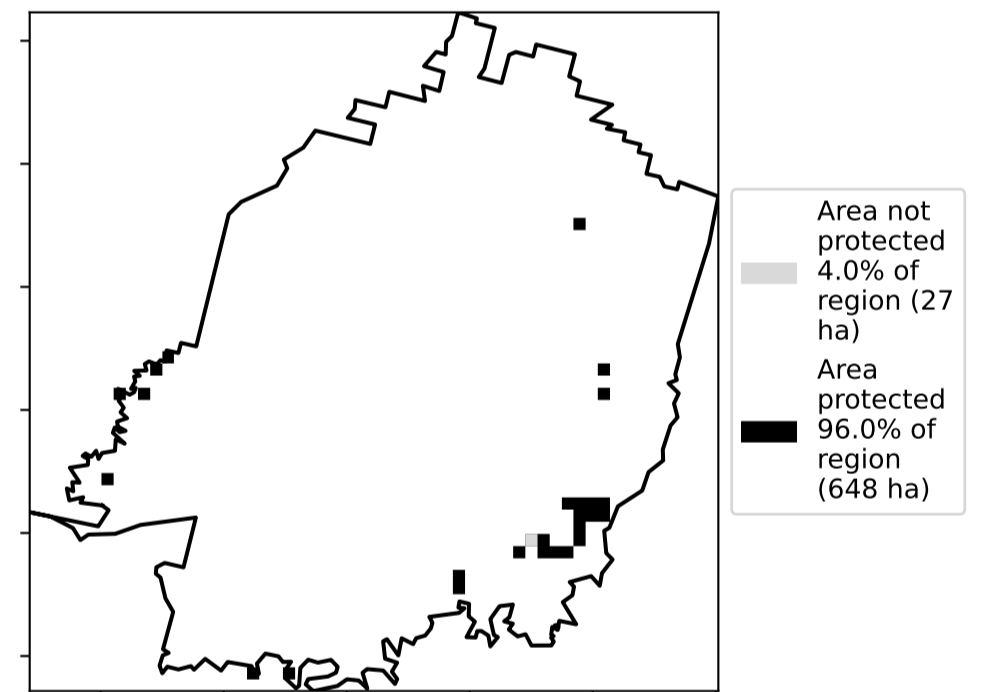 Area not
protected
4.0% of
region (27
ha)
Area
protected
96.0% of
region
(648 ha)